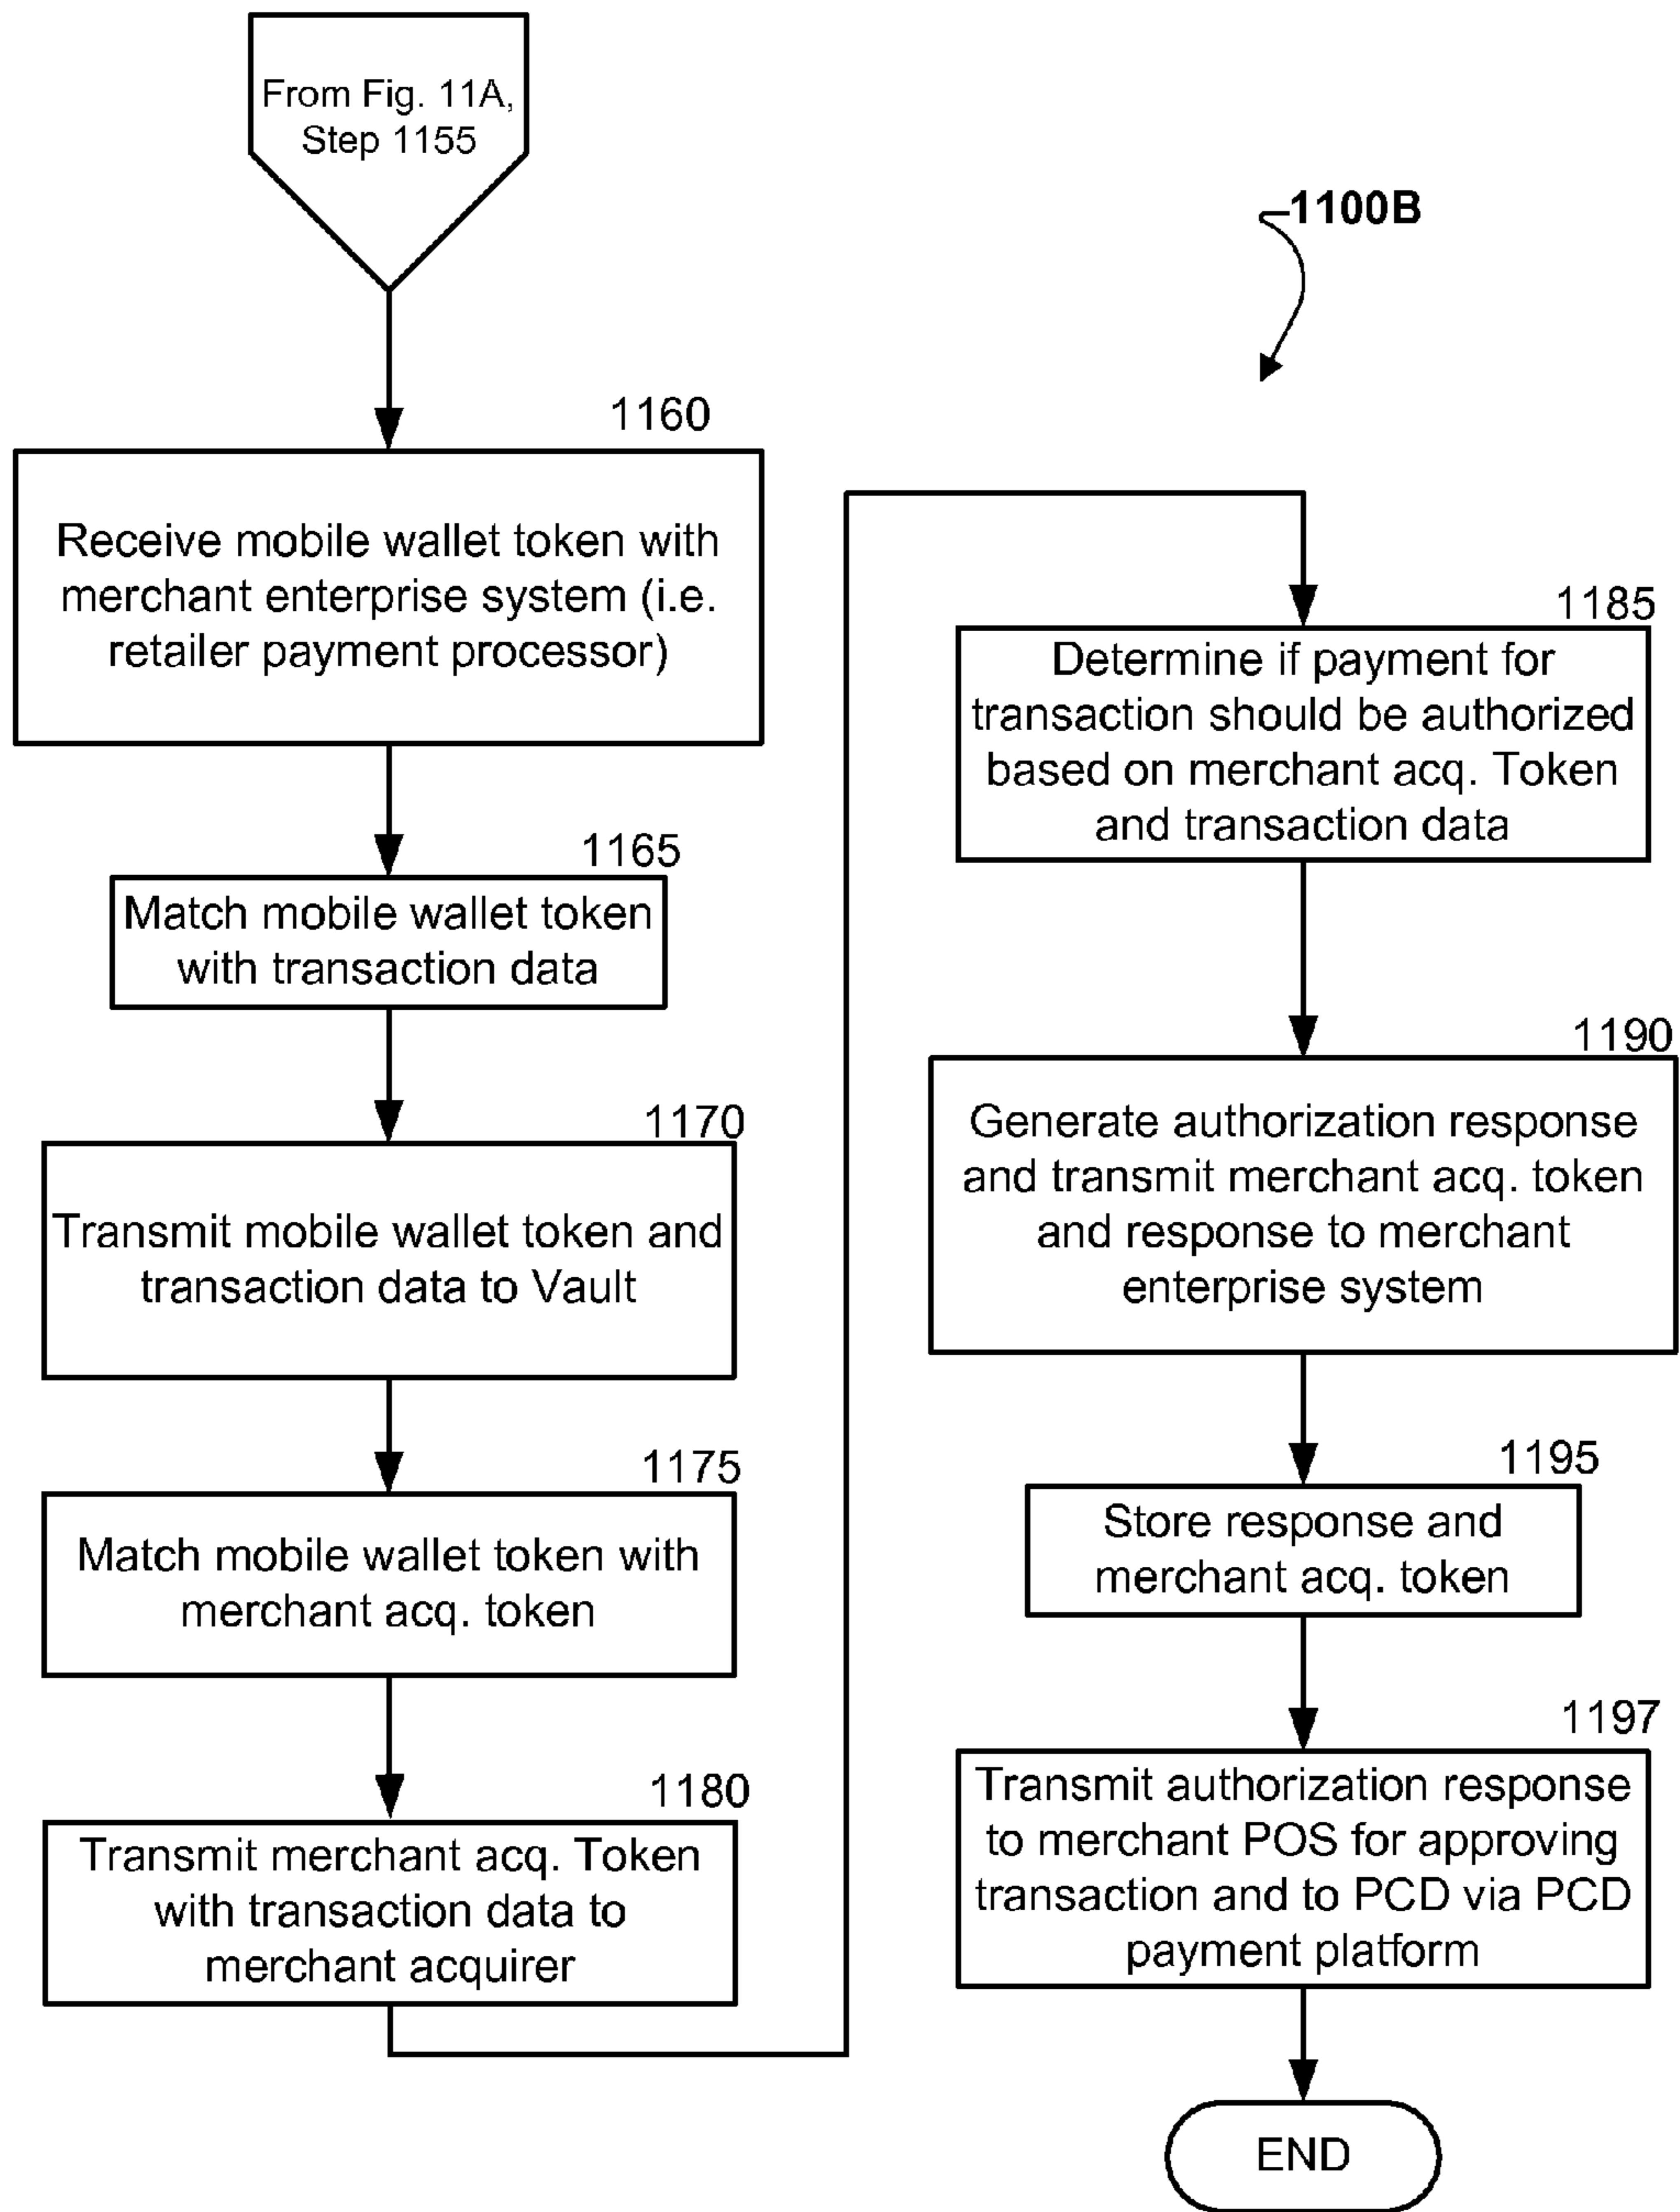 From Fig. 11A,
Step 1155
1160
Receive mobile wallet token with
merchant enterprise system (i.e.
retailer payment processor)
1165
Match mobile wallet token
with transaction data
1170
Transmit mobile wallet token and
transaction data to Vault
1175
Match mobile wallet token with
merchant acq. token
1180
Transmit merchant acq. Token
with transaction data to
merchant acquirer
1100B
1185
Determine if payment for
transaction should be authorized
based on merchant acq. Token
and transaction data
1190
Generate authorization response
and transmit merchant acq. token
and response to merchant
enterprise system
1195
Store response and
merchant acq. token
1197
Transmit authorization response
to merchant POS for approving
transaction and to PCD via PCD
payment platform
END